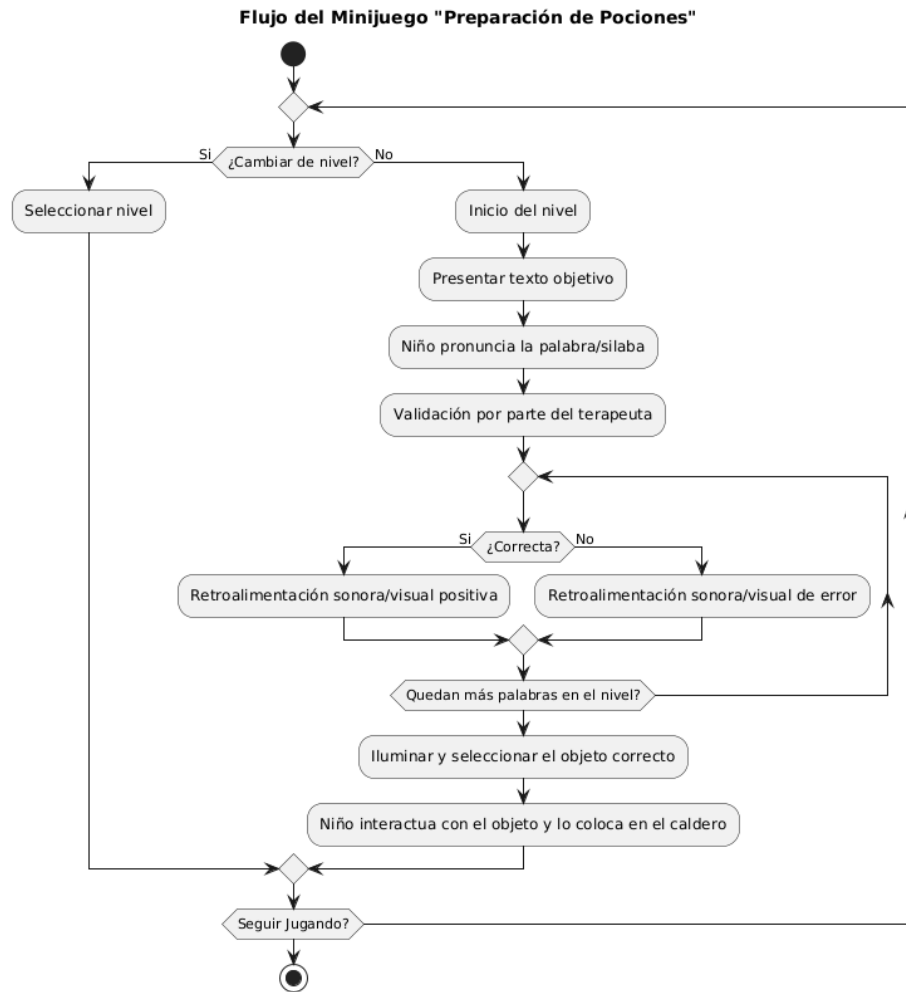 Flujo del Minijuego "Preparación de Pociones"
Si
¿Cambiar de nivel?
No
Seleccionar nivel
Inicio del nivel
Presentar texto objetivo
Niño pronuncia la palabra/silaba
Validación por parte del terapeuta
Si
¿Correcta?
No
Retroalimentación sonora/visual positiva
Retroalimentación sonora/visual de error
Quedan más palabras en el nivel?
Iluminar y seleccionar el objeto correcto
Niño interactua con el objeto y lo coloca en el caldero
Seguir Jugando?